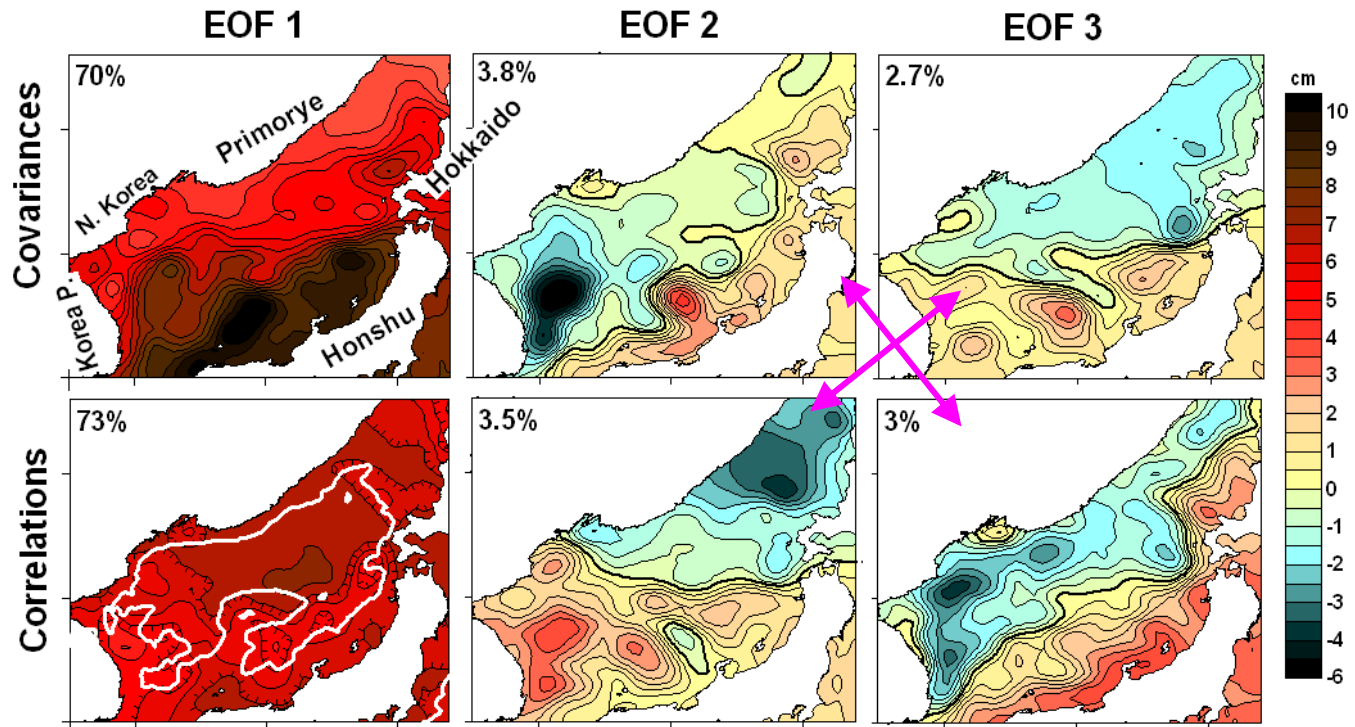 EOF 1
EOF 2
EOF 3
Covariances
70%
3.8%
2.7%
cm
Primorye
N. Korea
Hokkaido
Korea P.
Honshu
10
9
8
7
6
5
4
3
2
1
0
-1
-2
-3
-4
-6
Correlations
73%
3.5%
3%